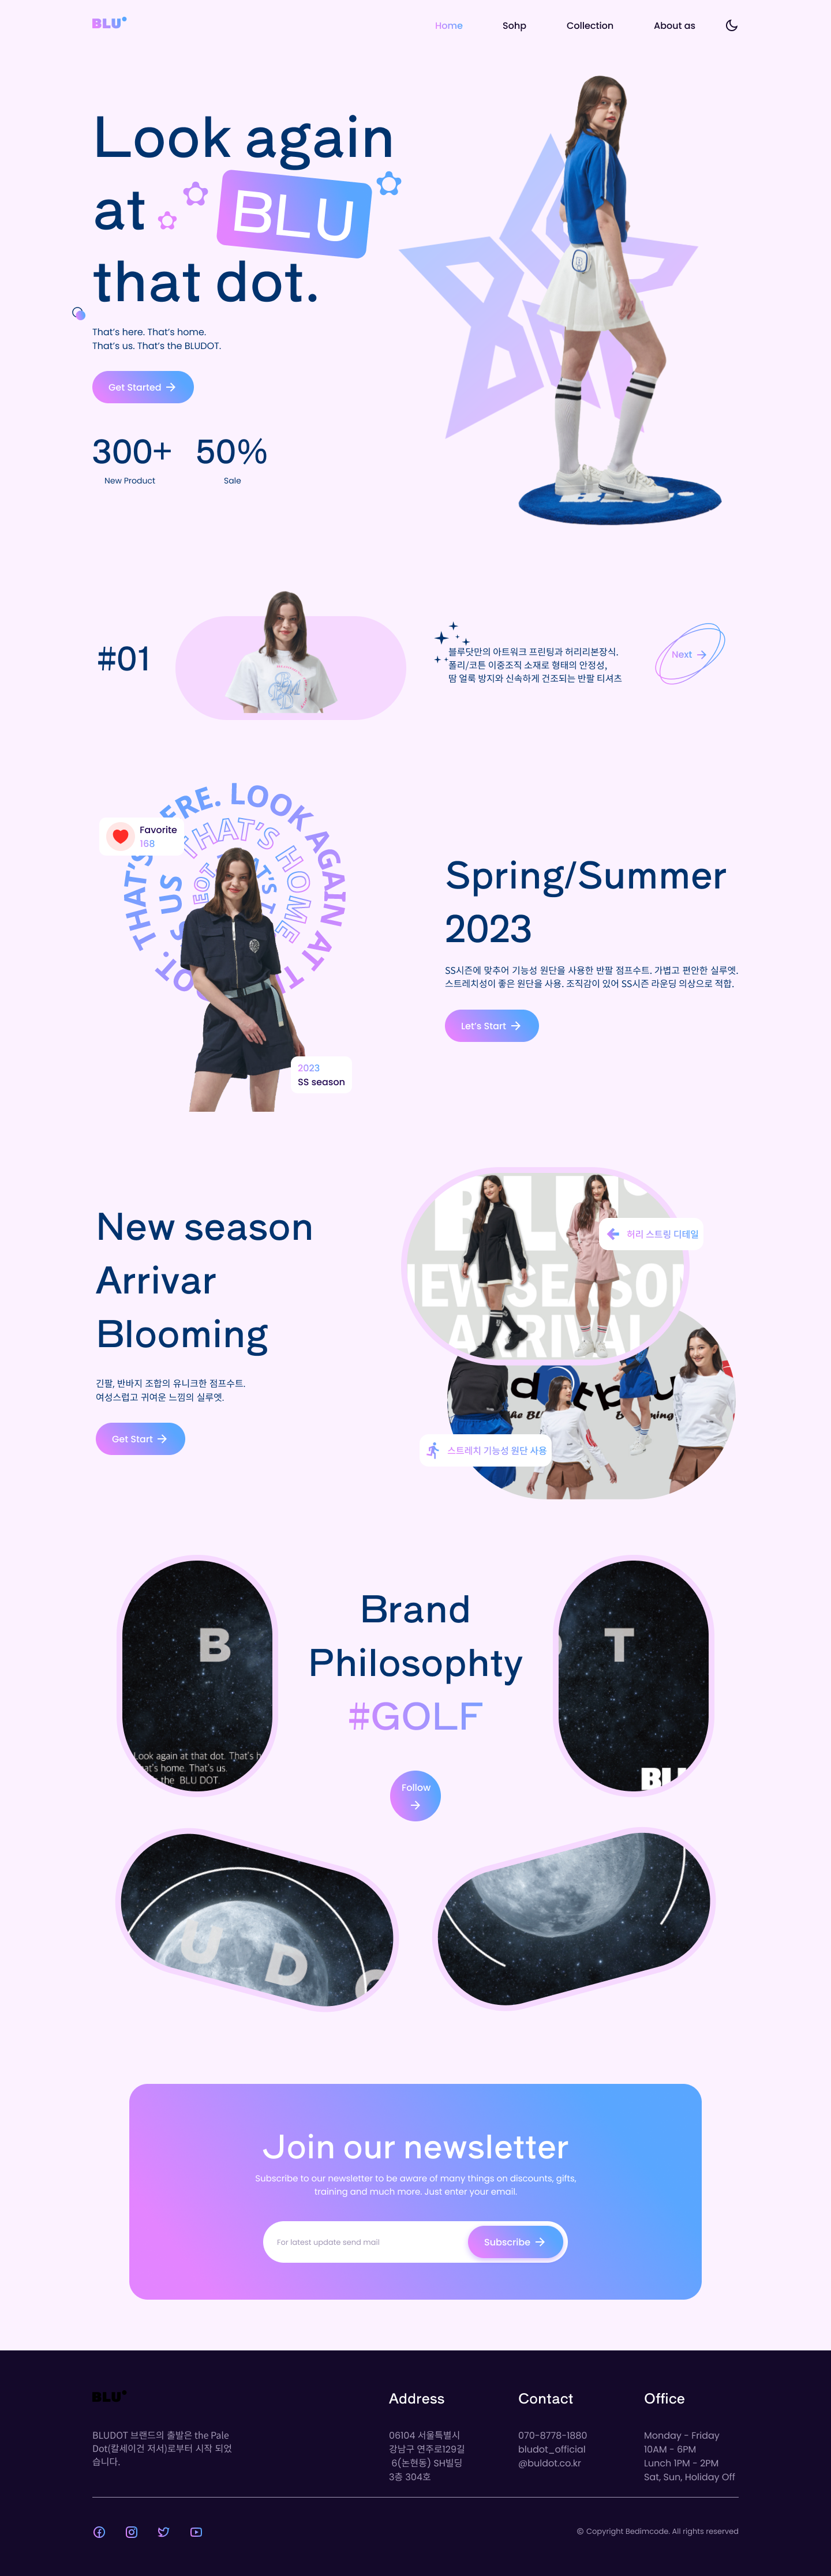 BLU
Home
Sohp
Collection
About as
Look again
at BLU
that dot.
That's here. That's home.
That's us. That's the BLUDOT.
Get Started
300+
New Product
50%
Sale
#01
블루닷만의 아트워크 프린팅과 허리리본장식.
폴리/코튼 이중조직 소재로 형태의 안정성,
땀 얼룩 방지와 신속하게 건조되는 반팔 티셔츠
Next
Favorite
168
ERE. LOOK AGAIN AT T
DOT. THAT'S
THAT'S HOME
S US
2023
SS season
Spring/Summer
2023
SS시즌에 맞추어 기능성 원단을 사용한 반팔 점프수트. 가볍고 편안한 실루엣.
스트레치성이 좋은 원단을 사용. 조직감이 있어 SS시즌 라운딩 의상으로 적합.
Let's Start
New season
Arrivar
Blooming
긴팔, 반바지 조합의 유니크한 점프수트.
여성스럽고 귀여운 느낌의 실루엣.
Get Start
BLU
NEW SEASON
ARRIVAL
허리 스트링 디테일
스트레치 기능성 원단 사용
Brand
Philosophty
#GOLF
Follow
B
Look again at that dot. That's h
at's home. That's us.
the BLU DOT.
T
BLU
U D O
Join our newsletter
Subscribe to our newsletter to be aware of many things on discounts, gifts,
training and much more. Just enter your email.
For latest update send mail
Subscribe
BLU
BLUDOT 브랜드의 출발은 the Pale
Dot(칼세이건 저서)로부터 시작 되었
습니다.
Address
06104 서울특별시
강남구 연주로129길
6(논현동) SH빌딩
3층 304호
Contact
070-8778-1880
bludot_official
@buldot.co.kr
Office
Monday - Friday
10AM - 6PM
Lunch 1PM - 2PM
Sat, Sun, Holiday Off
© Copyright Bedimcode. All rights reserved